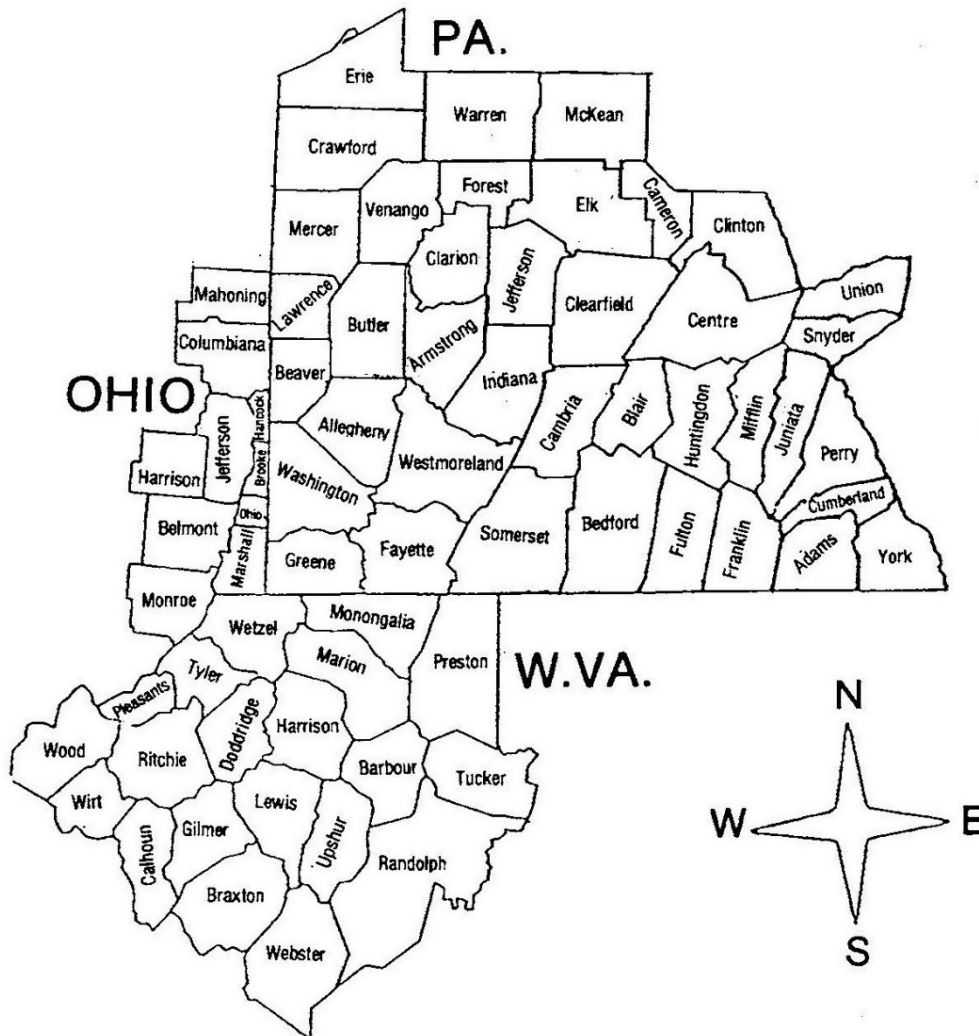 PA.
Erie
Warren
McKean
Crawford
Forest
Elk
Cameron
Venango
Mercer
Clinton
Clarion
Jefferson
Mahoning
Lawrence
Butler
Clearfield
Centre
Union
Snyder
Columbiana
Armstrong
OHIO
Beaver
Indiana
Hancock
Allegheny
Cambria
Blair
Huntingdon
Mifflin
Juniata
Harrison
Jefferson
Brooke
Washington
Westmoreland
Perry
Cumberland
Ohio
Belmont
Marshall
Greene
Fayette
Somerset
Bedford
Fulton
Franklin
Adams
York
Monroe
Wetzel
Monongalia
Marion
Preston
W.VA.
Tyler
Pleasants
Wood
Ritchie
Doddridge
Harrison
Barbour
Tucker
Wirt
Calhoun
Gilmer
Lewis
Upshur
Randolph
Braxton
Webster
N
W
E
S